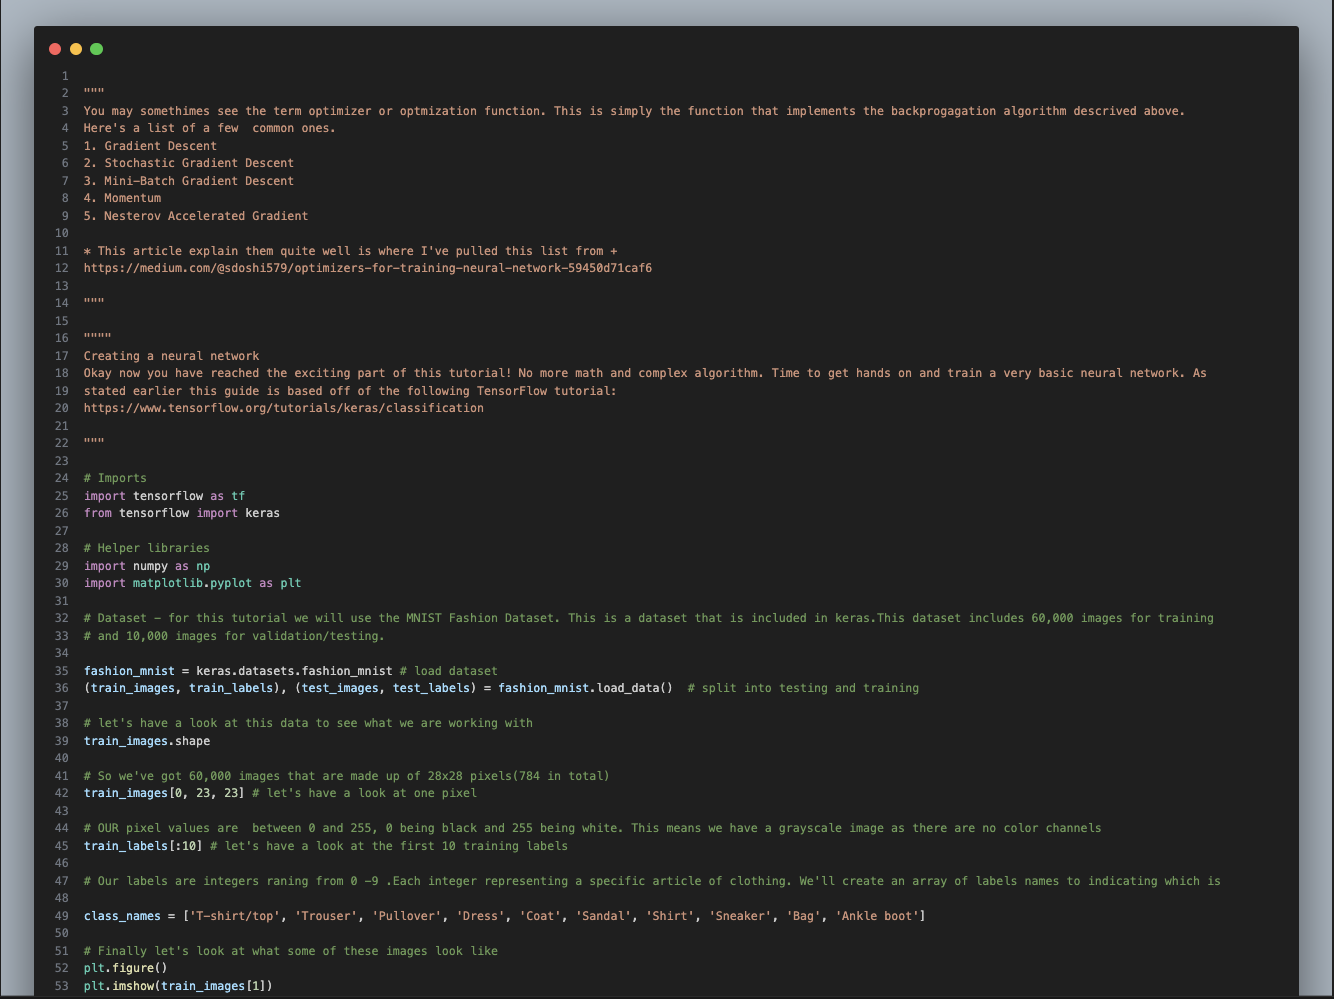 1
2 """
3 You may somethimes see the term optimizer or optmization function. This is simply the function that implements the backprogagation algorithm descrived above.
4 Here's a list of a few  common ones.
5 1. Gradient Descent
6 2. Stochastic Gradient Descent
7 3. Mini-Batch Gradient Descent
8 4. Momentum
9 5. Nesterov Accelerated Gradient
10
11 * This article explain them quite well is where I've pulled this list from +
12 https://medium.com/@sdoshi579/optimizers-for-training-neural-network-59450d71caf6
13
14 """
15
16 """"
17 Creating a neural network
18 Okay now you have reached the exciting part of this tutorial! No more math and complex algorithm. Time to get hands on and train a very basic neural network. As
19 stated earlier this guide is based off of the following TensorFlow tutorial:
20 https://www.tensorflow.org/tutorials/keras/classification
21
22 """
23
24 # Imports
25 import tensorflow as tf
26 from tensorflow import keras
27
28 # Helper libraries
29 import numpy as np
30 import matplotlib.pyplot as plt
31
32 # Dataset - for this tutorial we will use the MNIST Fashion Dataset. This is a dataset that is included in keras.This dataset includes 60,000 images for training
33 # and 10,000 images for validation/testing.
34
35 fashion_mnist = keras.datasets.fashion_mnist # load dataset
36 (train_images, train_labels), (test_images, test_labels) = fashion_mnist.load_data()  # split into testing and training
37
38 # let's have a look at this data to see what we are working with
39 train_images.shape
40
41 # So we've got 60,000 images that are made up of 28x28 pixels(784 in total)
42 train_images[0, 23, 23] # let's have a look at one pixel
43
44 # OUR pixel values are  between 0 and 255, 0 being black and 255 being white. This means we have a grayscale image as there are no color channels
45 train_labels[:10] # let's have a look at the first 10 training labels
46
47 # Our labels are integers raning from 0 -9 .Each integer representing a specific article of clothing. We'll create an array of labels names to indicating which is
48
49 class_names = ['T-shirt/top', 'Trouser', 'Pullover', 'Dress', 'Coat', 'Sandal', 'Shirt', 'Sneaker', 'Bag', 'Ankle boot']
50
51 # Finally let's look at what some of these images look like
52 plt.figure()
53 plt.imshow(train_images[1])